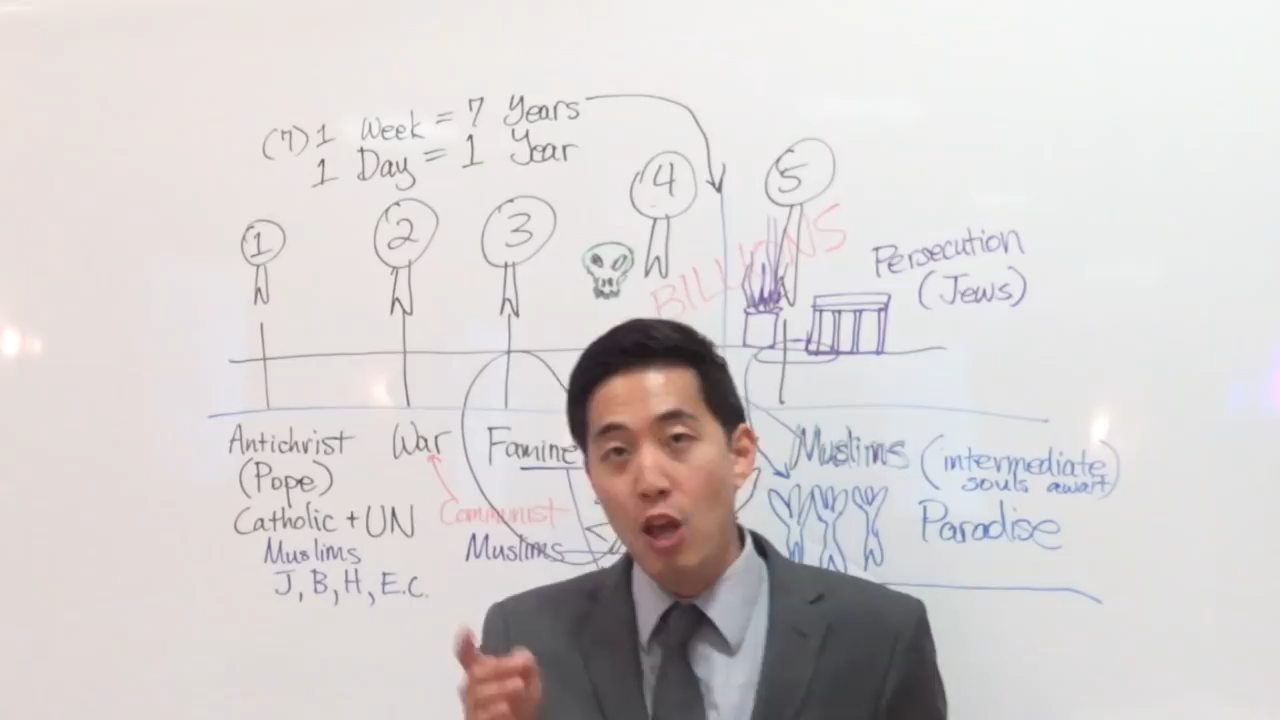 (7) 1 Week = 7 Years
1 Day = 1 Year
1
2
3
4
5
BILLIONS
Persecution
(Jews)
Antichrist
(Pope)
Catholic + UN
Muslims
J, B, H, E.C.
War
Communist
Famine
Muslims
Muslims
(intermediate
souls await)
Paradise